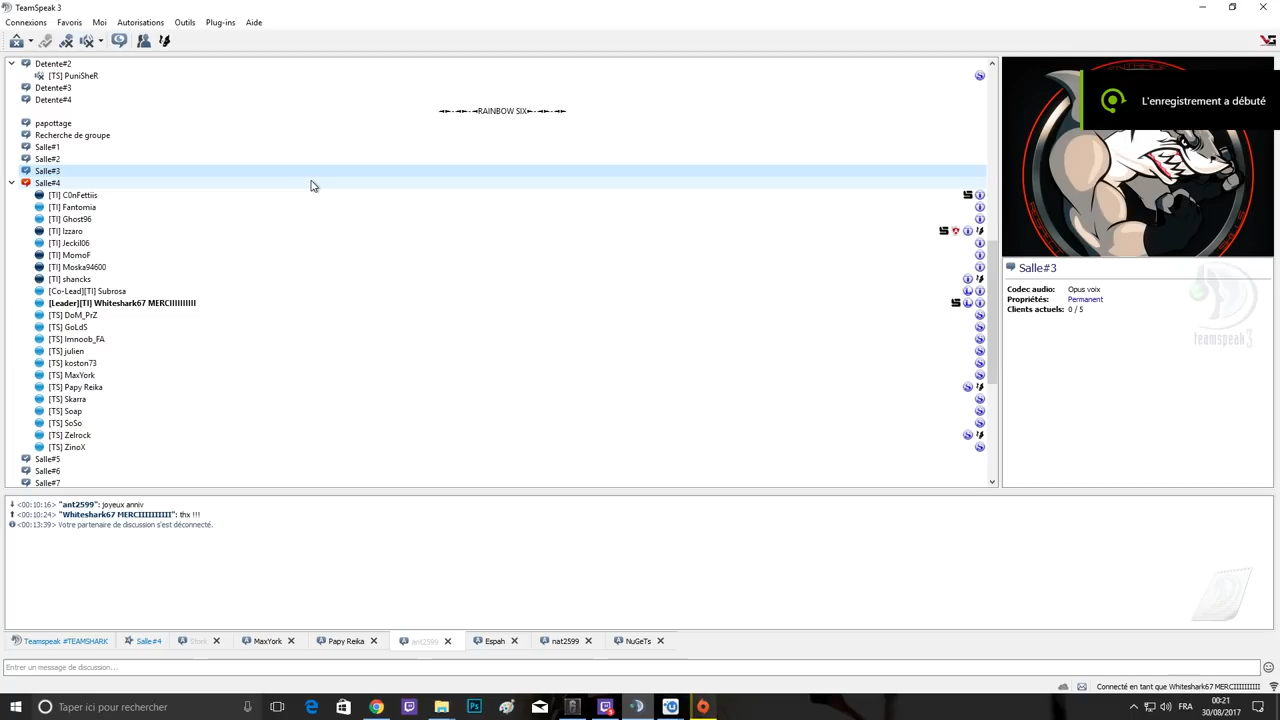 TeamSpeak 3
Connexions Favoris Moi Autorisations Outils Plug-ins Aide
Detente#2
[TS] PuniSheR
Detente#3
Detente#4
RAINBOW SIX
papottage
Recherche de groupe
Salle#1
Salle#2
Salle#3
Salle#4
[TI] C0nFettiis
[TI] Fantomia
[TI] Ghost96
[TI] Izzaro
[TI] Jeckil06
[TI] MomoF
[TI] Moska94600
[TI] shancks
[Co-Lead][TI] Subrosa
[Leader][TI] Whiteshark67 MERCIIIIIIIIII
[TS] DoM_PrZ
[TS] GoLdS
[TS] Imnoob_FA
[TS] julien
[TS] koston73
[TS] MaxYork
[TS] Papy Reika
[TS] Skarra
[TS] Soap
[TS] SoSo
[TS] Zelrock
[TS] ZinoX
Salle#5
Salle#6
Salle#7
L'enregistrement a débuté
Salle#3
Codec audio: Opus voix
Propriétés: Permanent
Clients actuels: 0 / 5
teamspeak 3
<00:10:16> "ant2599": joyeux anniv
<00:10:24> "Whiteshark67 MERCIIIIIIIIII": thx !!!
<00:13:39> Votre partenaire de discussion s'est déconnecté.
Teamspeak #TEAMSHARK Salle#4 Stork MaxYork Papy Reika ant2599 Espah nat2599 NuGeTs
Entrer un message de discussion...
Connecté en tant que Whiteshark67 MERCIIIIIIIIII
Taper ici pour rechercher
FRA
00:21
30/08/2017